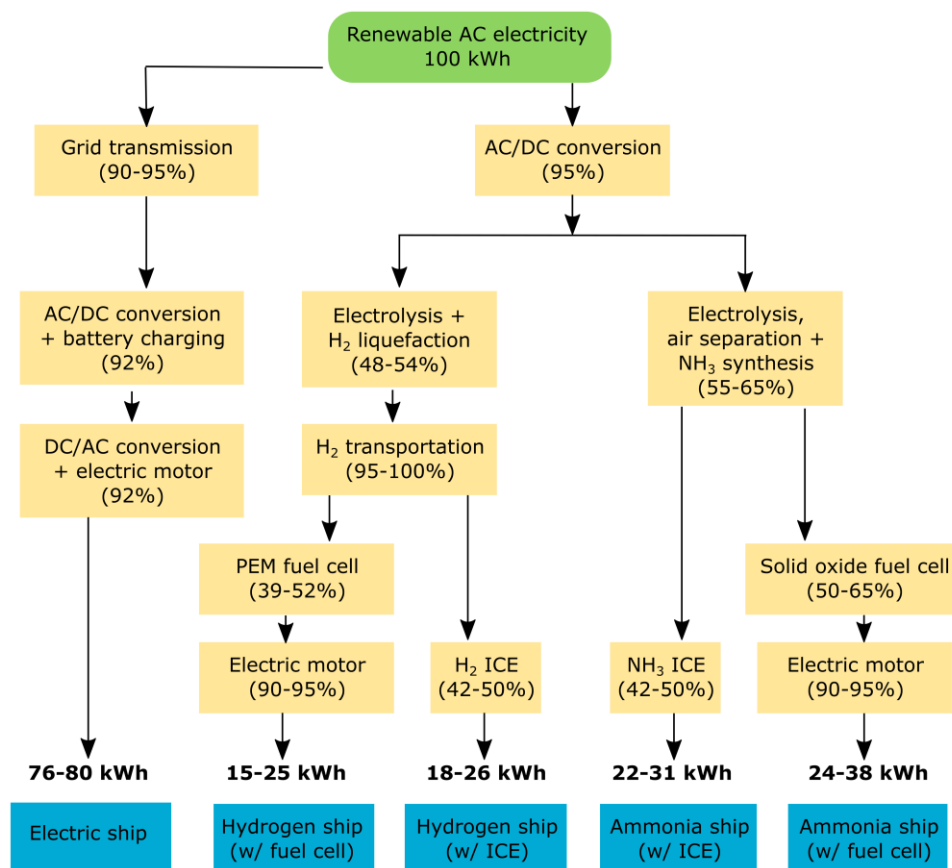 Renewable AC electricity
100 kWh
Grid transmission
(90-95%)
AC/DC conversion
(95%)
AC/DC conversion
+ battery charging
(92%)
Electrolysis +
H₂ liquefaction
(48-54%)
Electrolysis,
air separation +
NH₃ synthesis
(55-65%)
DC/AC conversion
+ electric motor
(92%)
H₂ transportation
(95-100%)
PEM fuel cell
(39-52%)
Solid oxide fuel cell
(50-65%)
Electric motor
(90-95%)
H₂ ICE
(42-50%)
NH₃ ICE
(42-50%)
Electric motor
(90-95%)
76-80 kWh
15-25 kWh
18-26 kWh
22-31 kWh
24-38 kWh
Electric ship
Hydrogen ship
(w/ fuel cell)
Hydrogen ship
(w/ ICE)
Ammonia ship
(w/ ICE)
Ammonia ship
(w/ fuel cell)